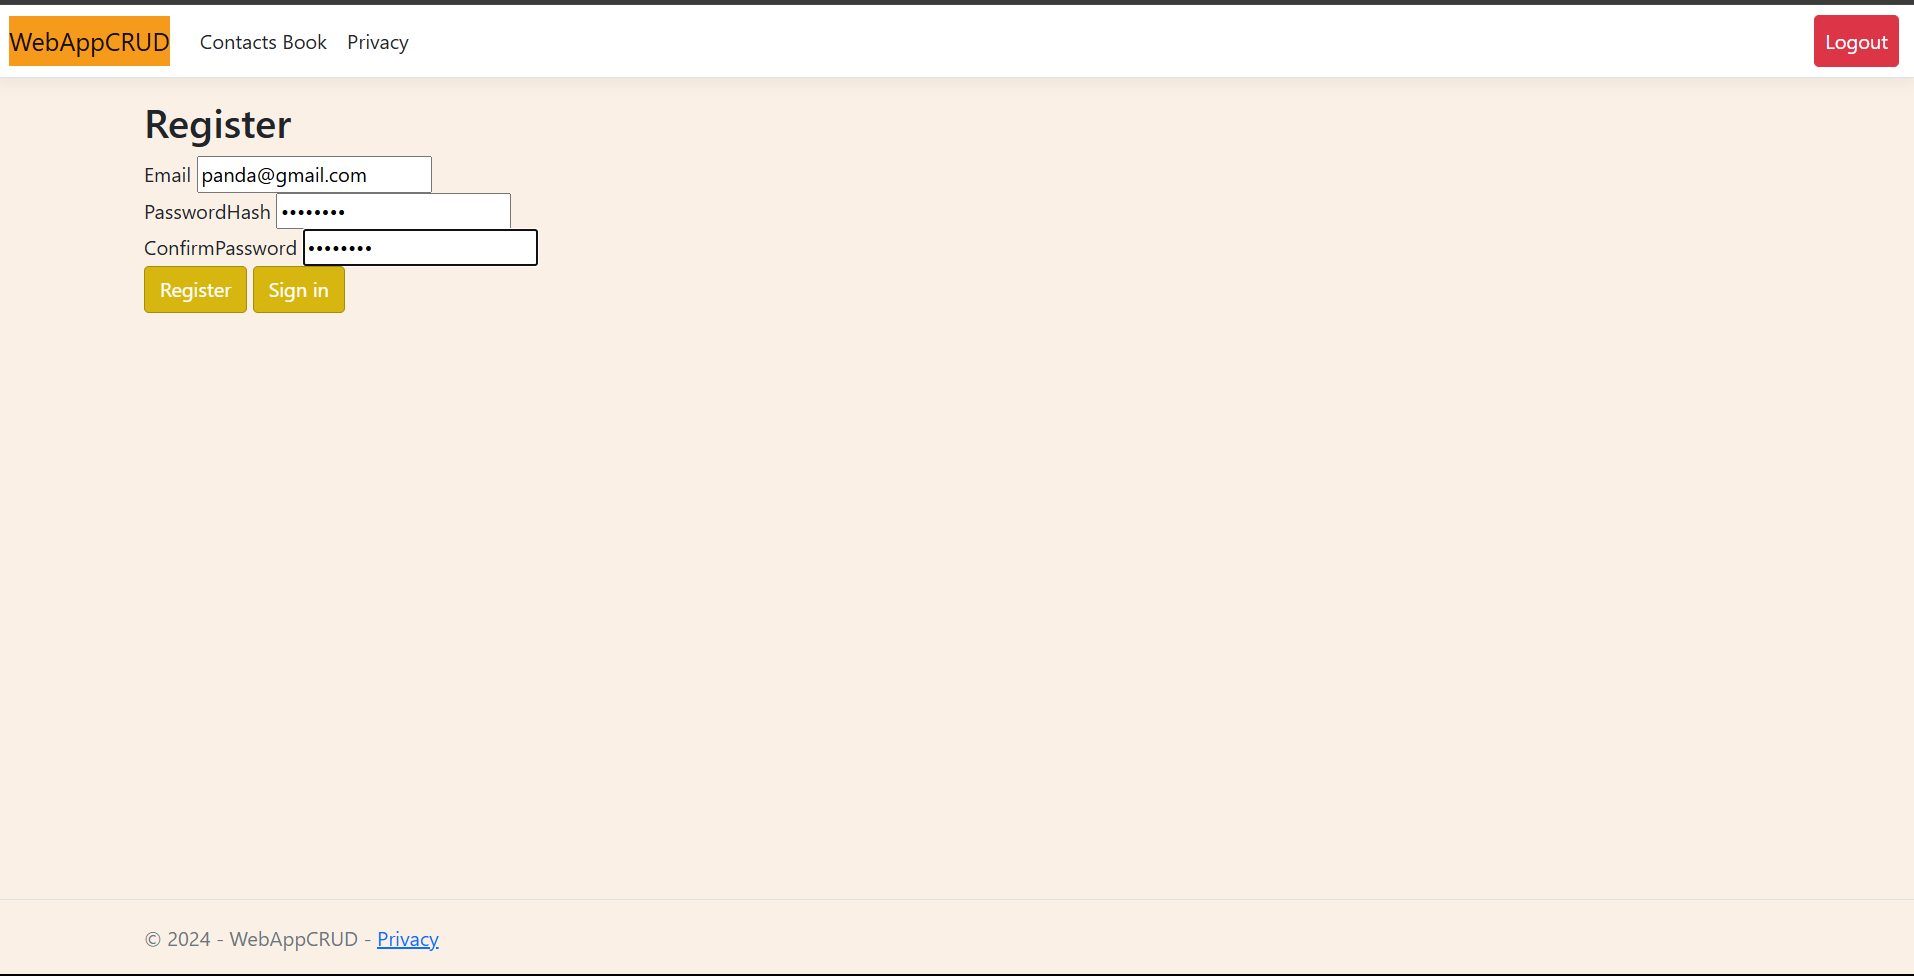 WebAppCRUD Contacts Book Privacy Logout
Register
Email panda@gmail.com
PasswordHash ••••••••
ConfirmPassword ••••••••
Register Sign in
© 2024 - WebAppCRUD - Privacy